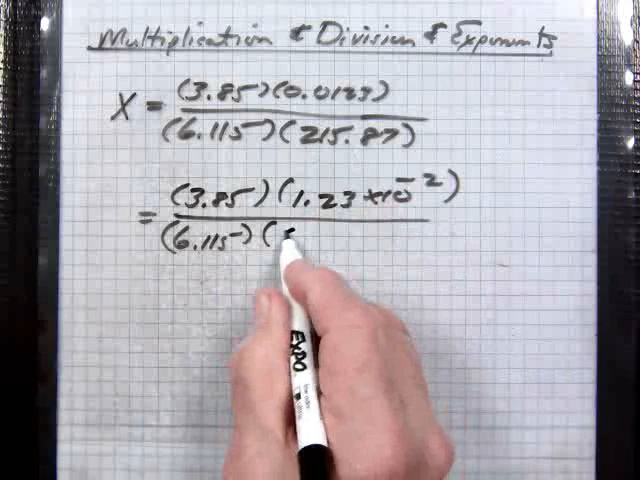 Multiplication & Division & Exponents
X = (3.85)(0.0123)
(6.115)(215.87)
= (3.85)(1.23 x 10^-2)
(6.115)(
EXPO